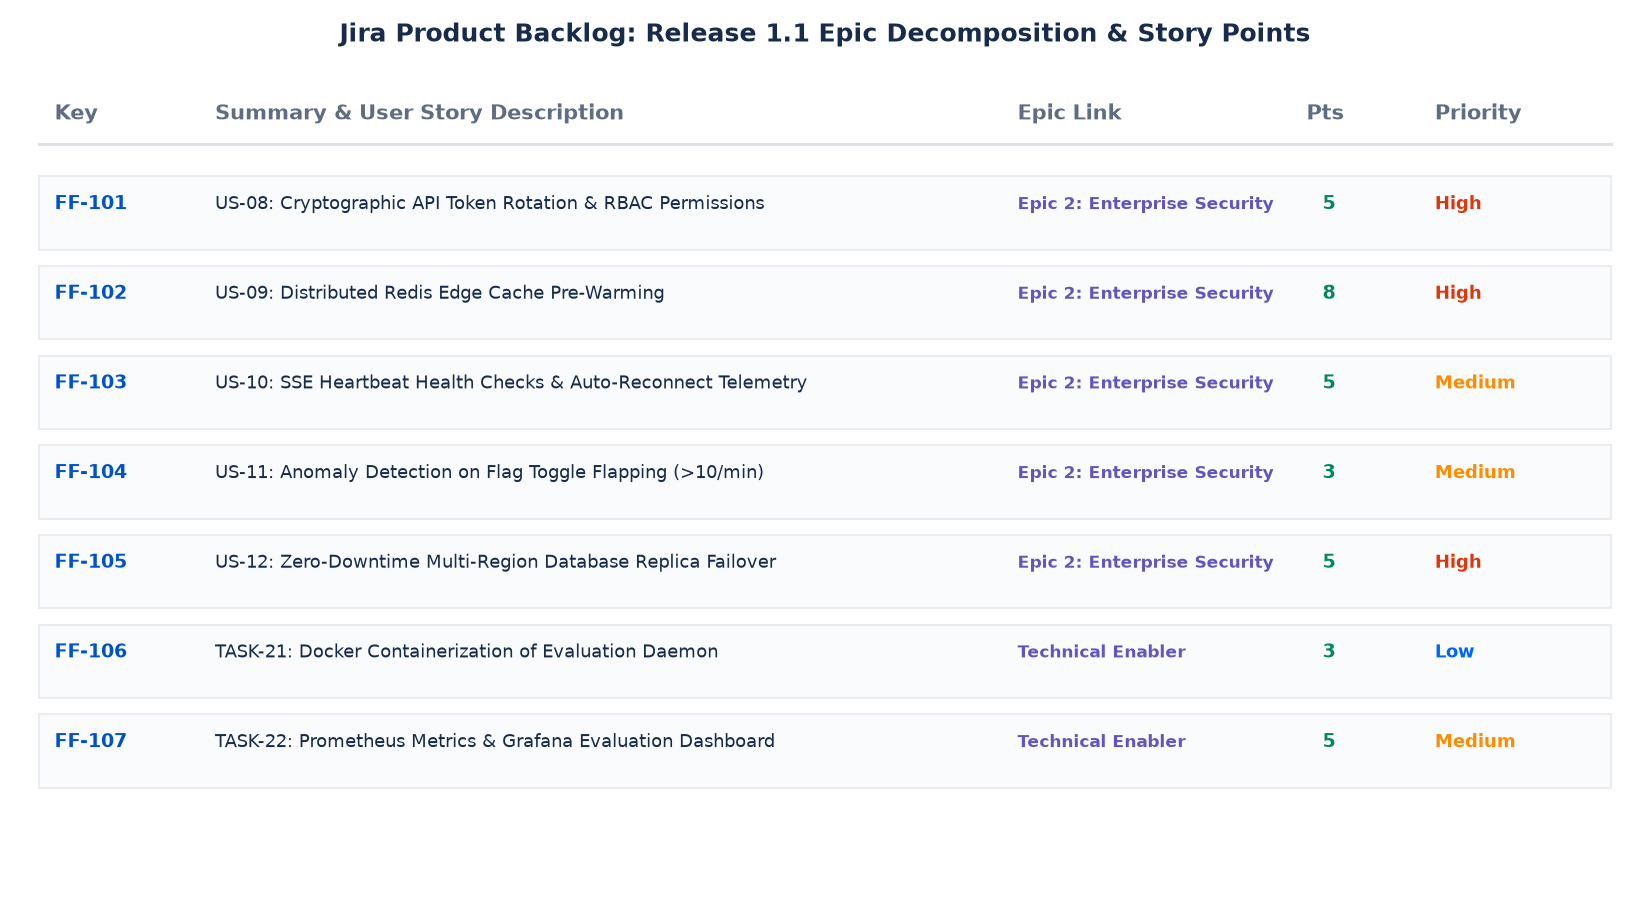 Jira Product Backlog: Release 1.1 Epic Decomposition & Story Points
Key Summary & User Story Description Epic Link Pts Priority
FF-101 US-08: Cryptographic API Token Rotation & RBAC Permissions Epic 2: Enterprise Security 5 High
FF-102 US-09: Distributed Redis Edge Cache Pre-Warming Epic 2: Enterprise Security 8 High
FF-103 US-10: SSE Heartbeat Health Checks & Auto-Reconnect Telemetry Epic 2: Enterprise Security 5 Medium
FF-104 US-11: Anomaly Detection on Flag Toggle Flapping (>10/min) Epic 2: Enterprise Security 3 Medium
FF-105 US-12: Zero-Downtime Multi-Region Database Replica Failover Epic 2: Enterprise Security 5 High
FF-106 TASK-21: Docker Containerization of Evaluation Daemon Technical Enabler 3 Low
FF-107 TASK-22: Prometheus Metrics & Grafana Evaluation Dashboard Technical Enabler 5 Medium